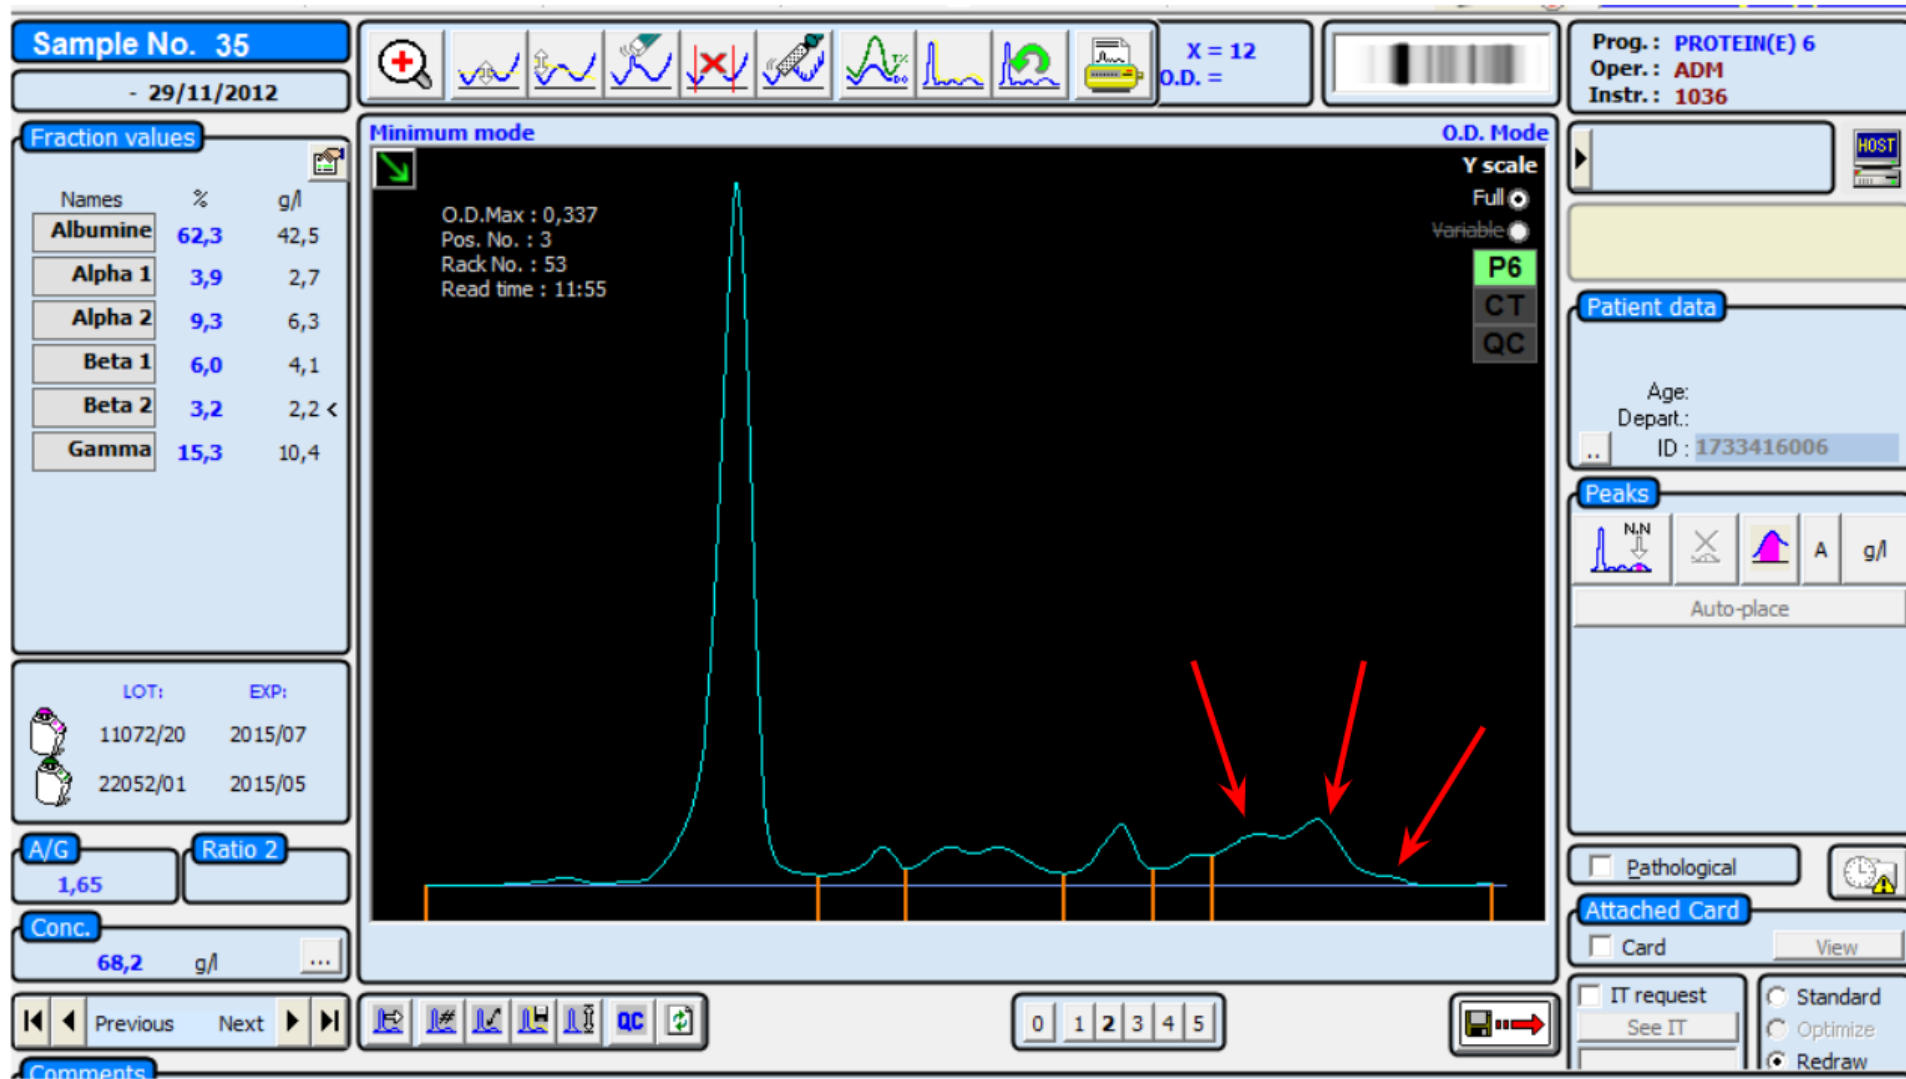 Sample No. 35
- 29/11/2012
X = 12
O.D. =
Prog. : PROTEIN(E) 6
Oper. : ADM
Instr. : 1036
Fraction values
Names % g/l
Albumine 62,3 42,5
Alpha 1 3,9 2,7
Alpha 2 9,3 6,3
Beta 1 6,0 4,1
Beta 2 3,2 2,2 <
Gamma 15,3 10,4
LOT: EXP:
11072/20 2015/07
22052/01 2015/05
A/G
1,65
Ratio 2
Conc.
68,2 g/l ...
Previous Next
Comments
T%
DO
Minimum mode
O.D. Mode
O.D.Max : 0,337
Pos. No. : 3
Rack No. : 53
Read time : 11:55
Y scale
Full
Variable
P6
CT
QC
QC
0 1 2 3 4 5
HOST
Patient data
Age:
Depart.:
.. ID : 1733416006
Peaks
N.N
A g/l
Auto-place
Pathological
Attached Card
Card View
IT request
See IT
Standard
Optimize
Redraw